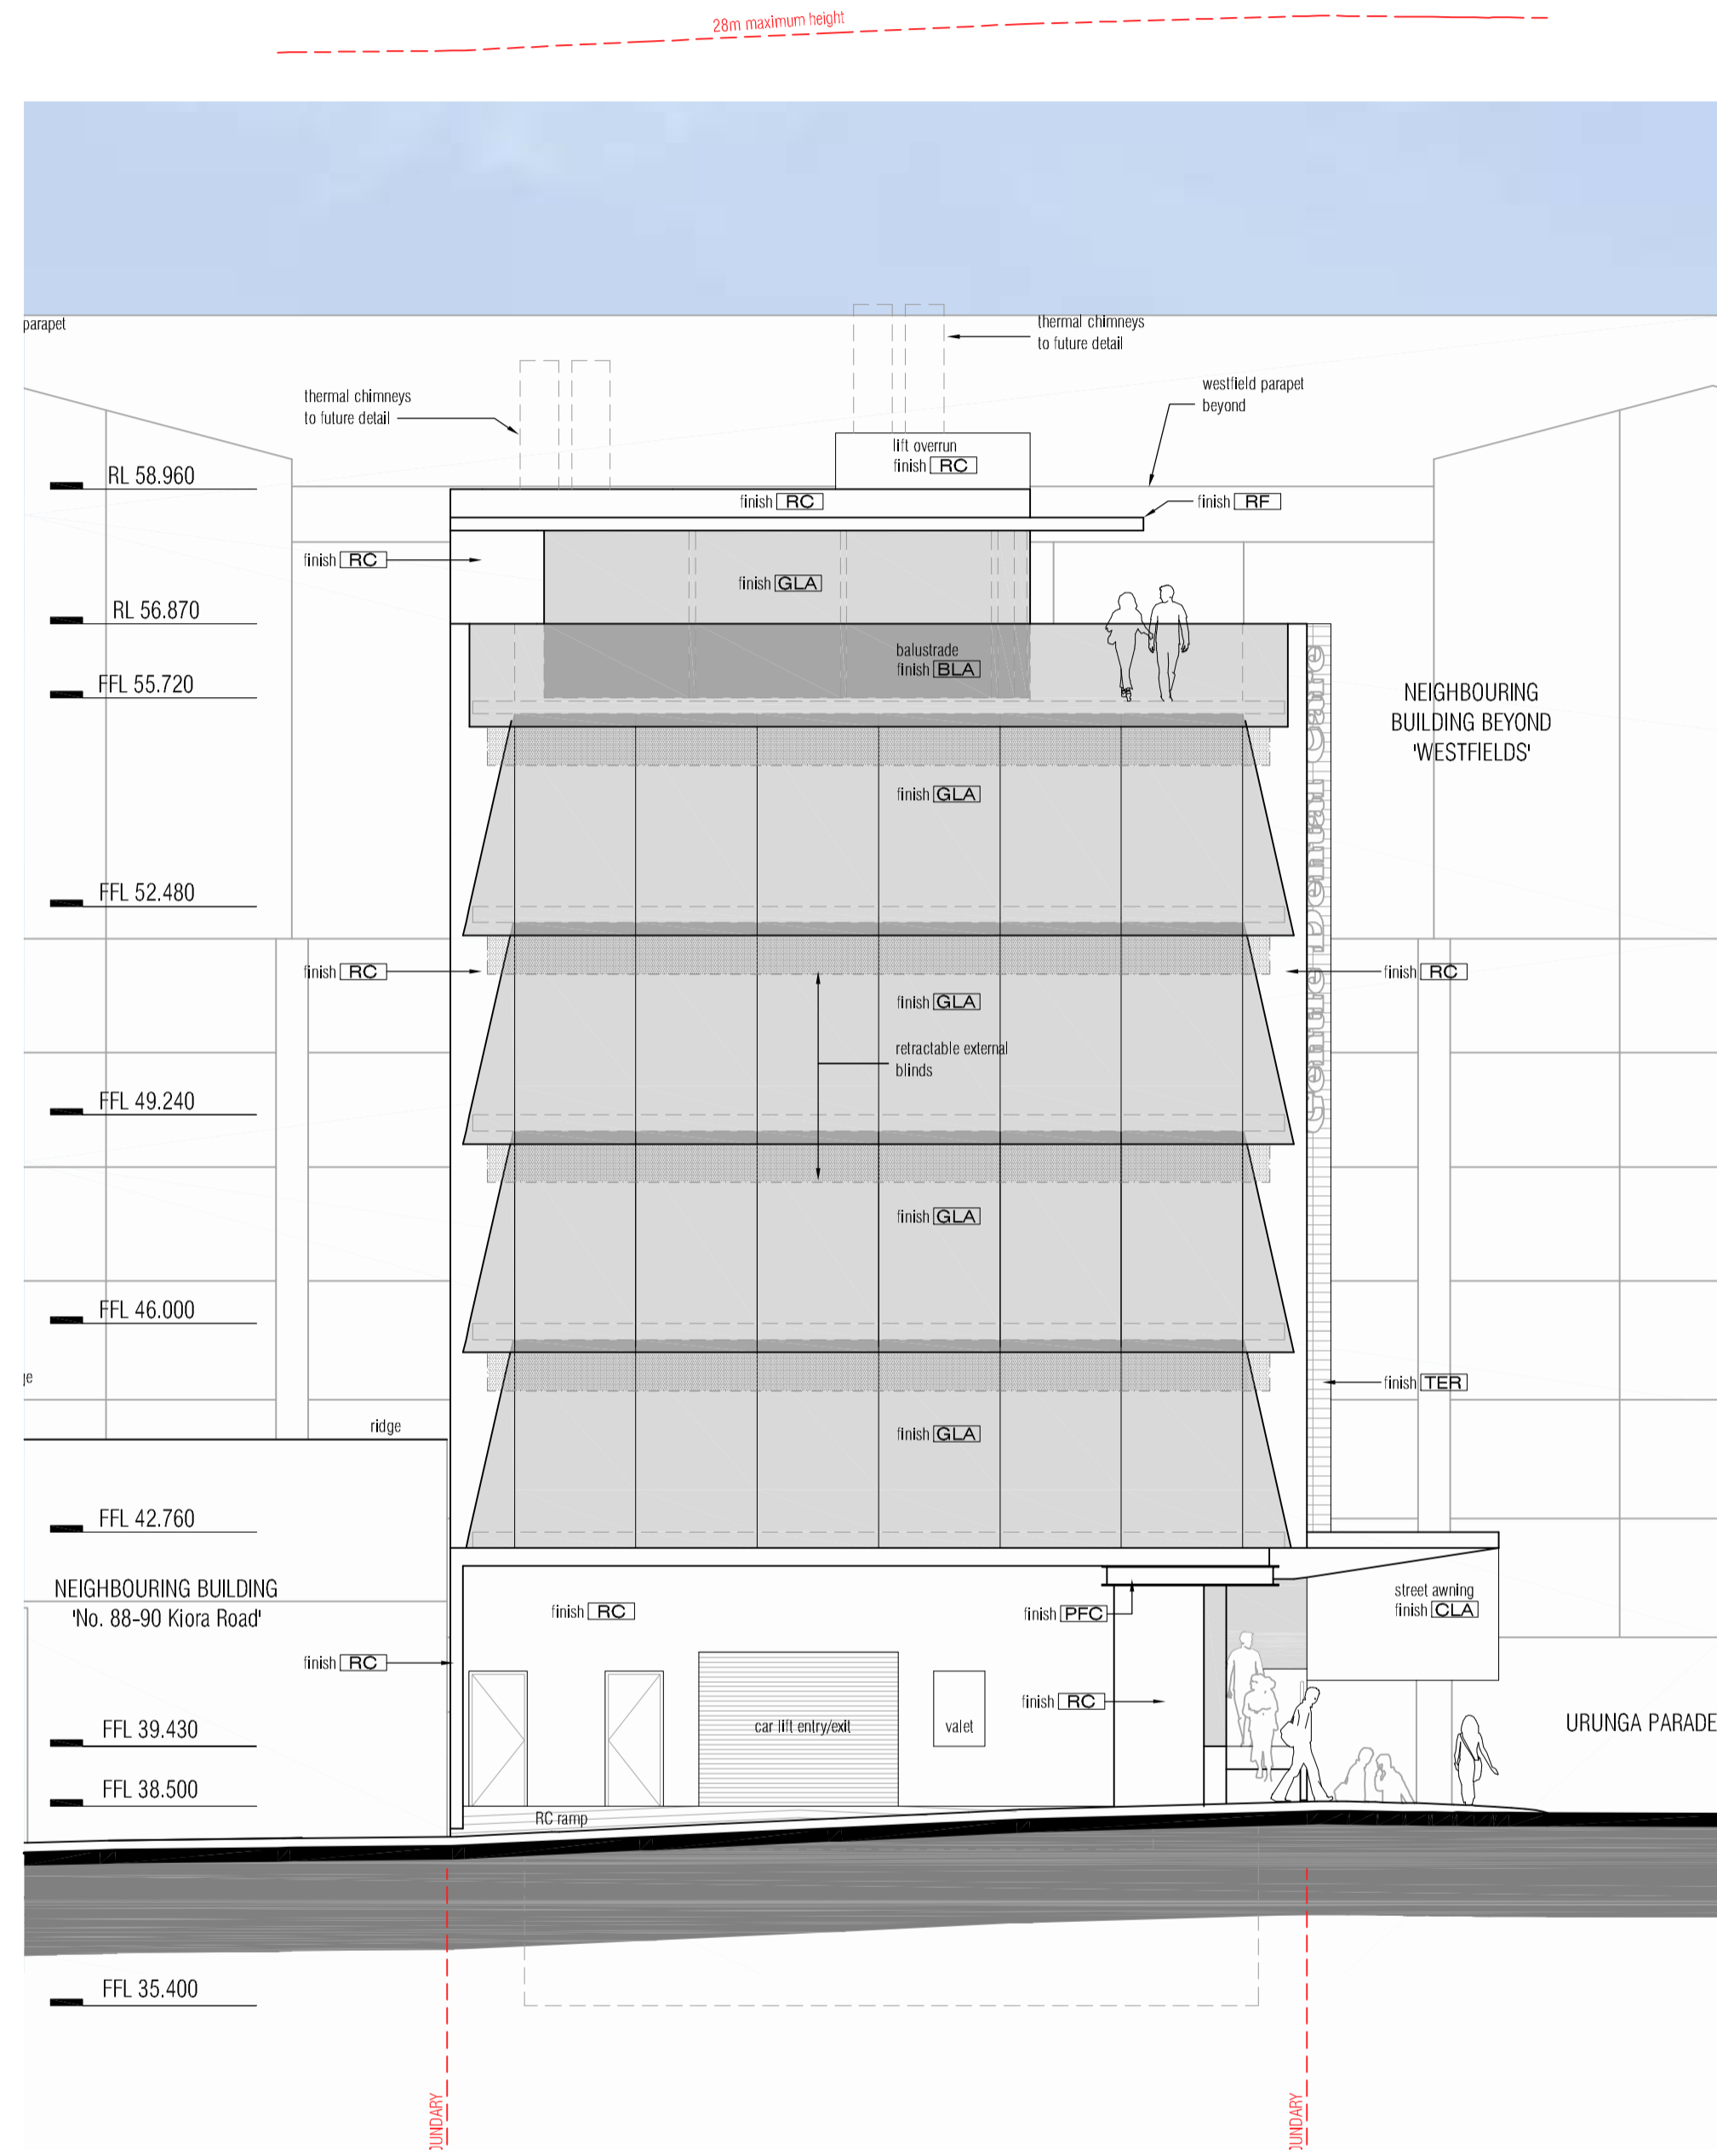 28m maximum height
parapet
thermal chimneys
to future detail
thermal chimneys
to future detail
westfield parapet
beyond
lift overrun
finish RC
RL 58.960
finish RC
finish RF
finish RC
finish GLA
RL 56.870
balustrade
finish BLA
FFL 55.720
NEIGHBOURING
BUILDING BEYOND
'WESTFIELDS'
finish GLA
FFL 52.480
finish RC
finish RC
finish GLA
retractable external
blinds
FFL 49.240
finish GLA
FFL 46.000
finish TER
ridge
finish GLA
FFL 42.760
NEIGHBOURING BUILDING
'No. 88-90 Kiora Road'
finish RC
finish PFC
street awning
finish CLA
finish RC
finish RC
car lift entry/exit
valet
URUNGA PARADE
FFL 39.430
FFL 38.500
RC ramp
FFL 35.400
OUNDARY
OUNDARY